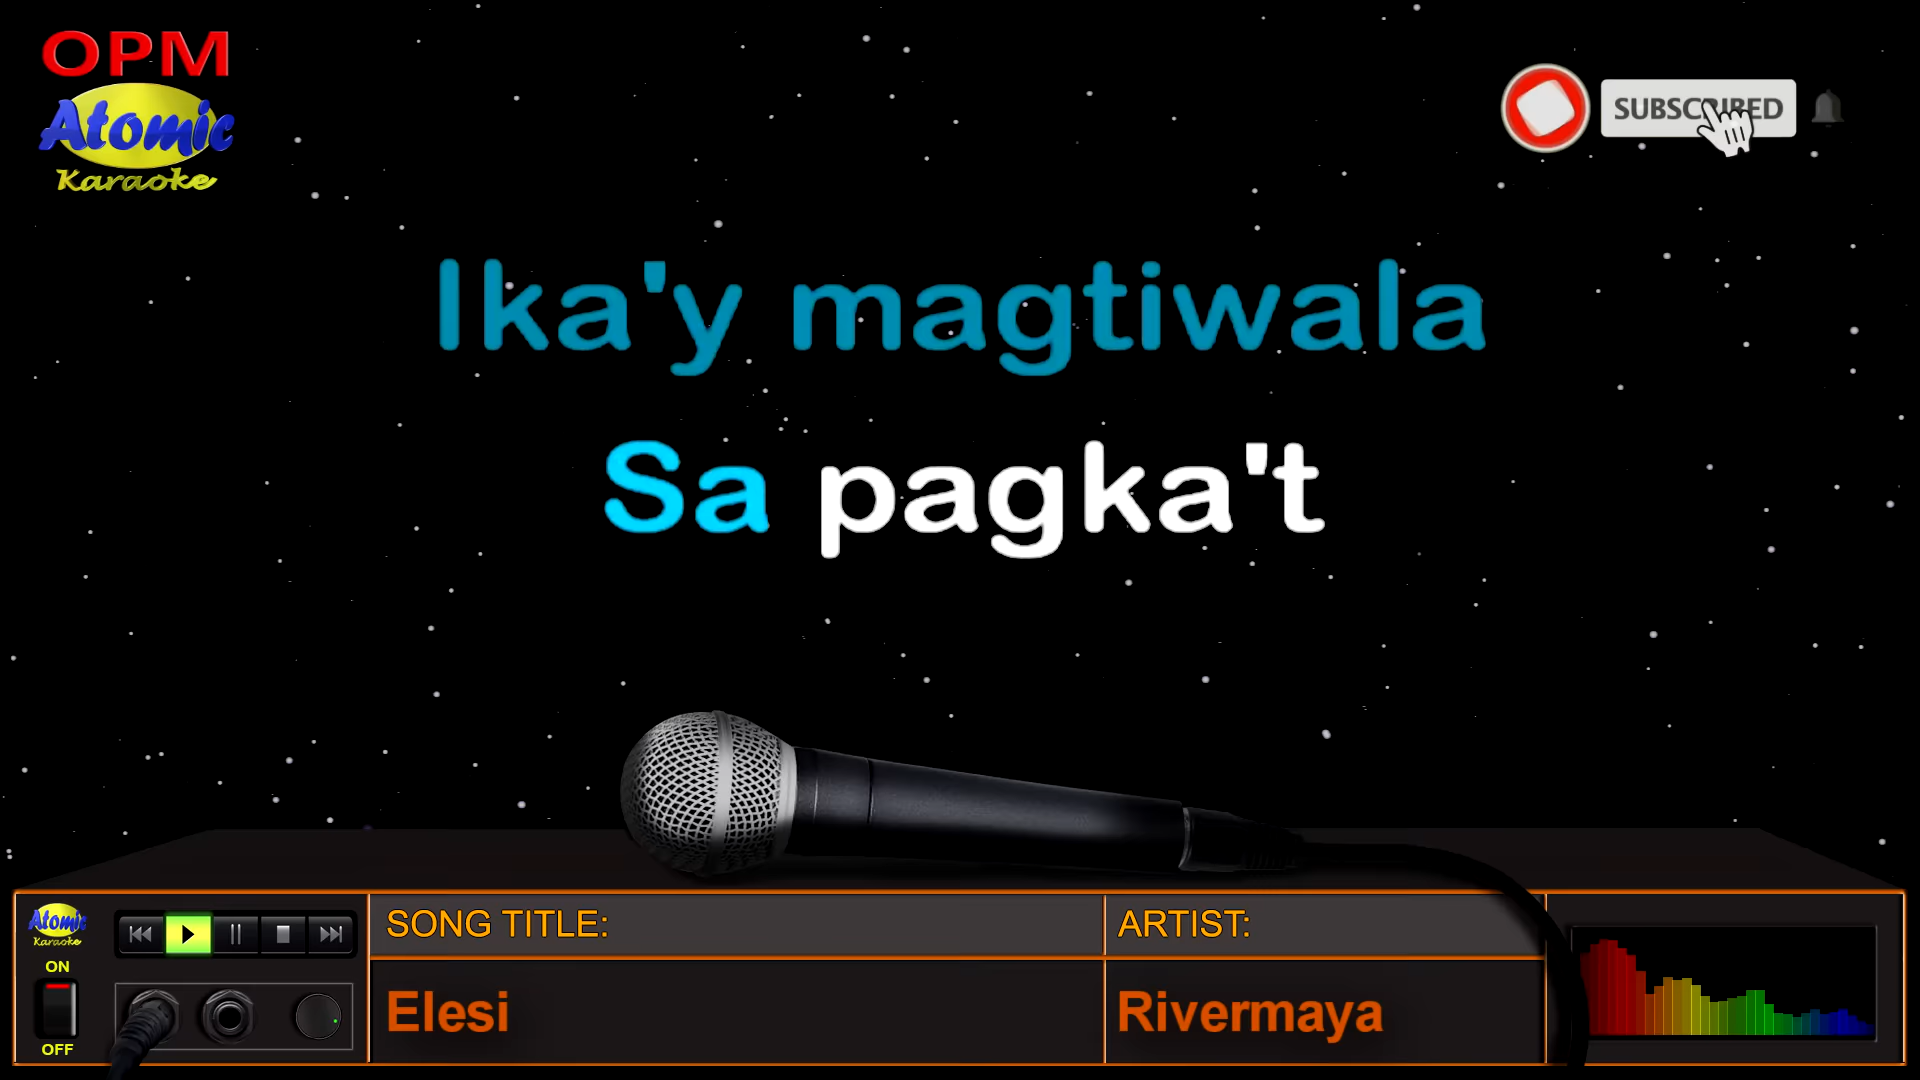 OPM
Atomic
Karaoke
SUBSCRIBED
Ika'y magtiwala
Sa pagka't
Atomic
Karaoke
ON
OFF
SONG TITLE:
Elesi
ARTIST:
Rivermaya